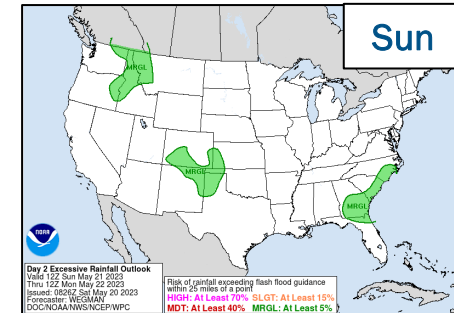 Sun
MRGL
MRGL
MRGL
NOAA
Day 2 Excessive Rainfall Outlook
Valid 12Z Sun May 21 2023
Thru 12Z Mon May 22 2023
Issued: 0826Z Sat May 20 2023
Forecaster: WEGMAN
DOC/NOAA/NWS/NCEP/WPC
Risk of rainfall exceeding flash flood guidance
within 25 miles of a point
HIGH: At Least 70% SLGT: At Least 15%
MDT: At Least 40% MRGL: At Least 5%